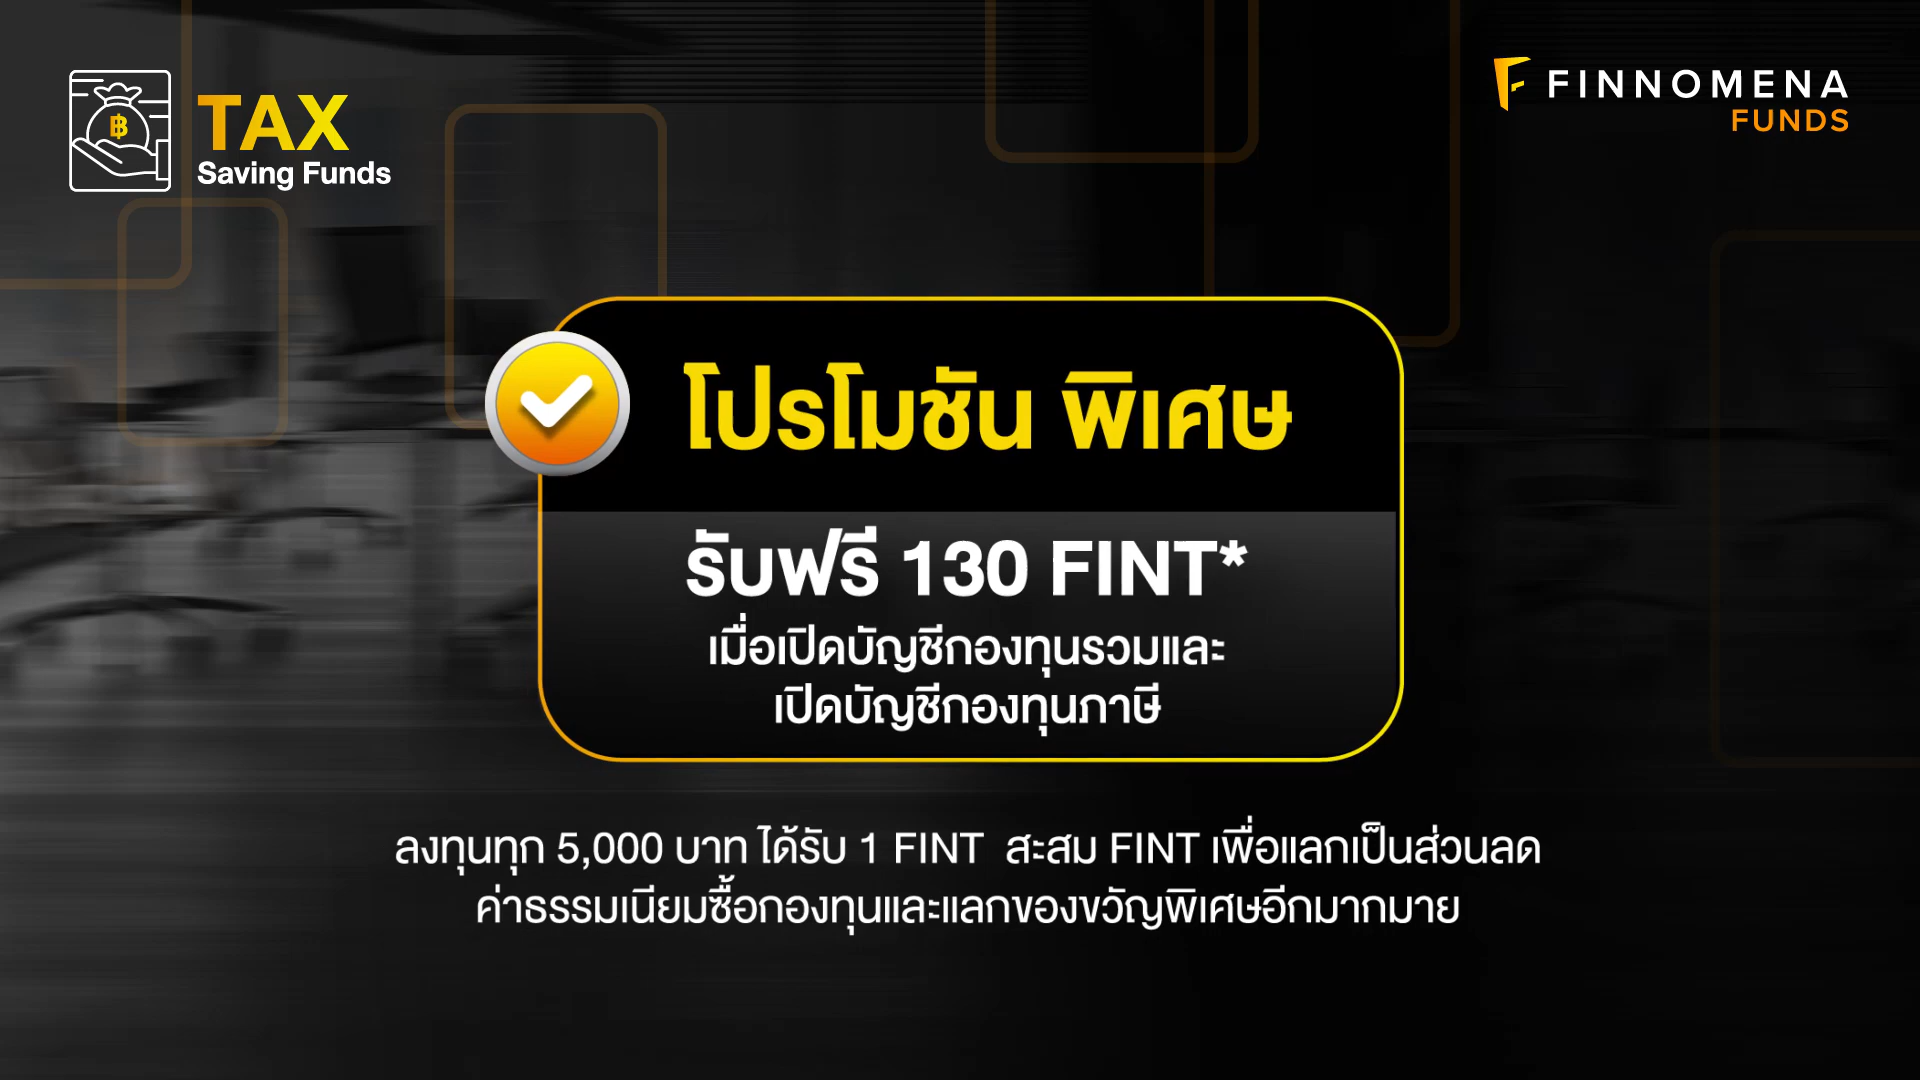 TAX
Saving Funds
FINNOMENA
FUNDS
โปรโมชัน พิเศษ
รับฟรี 130 FINT*
เมื่อเปิดบัญชีกองทุนรวมและ
เปิดบัญชีกองทุนภาษี
ลงทุนทุก 5,000 บาท ได้รับ 1 FINT สะสม FINT เพื่อแลกเป็นส่วนลด
ค่าธรรมเนียมซื้อกองทุนและแลกของขวัญพิเศษอีกมากมาย